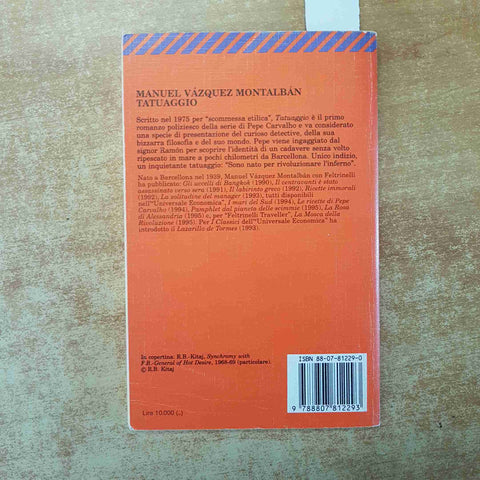 MANUEL VÁZQUEZ MONTALBÁN
TATUAGGIO
Scritto nel 1975 per "scommessa etilica", Tatuaggio è il primo
romanzo poliziesco della serie di Pepe Carvalho e va considerato
una specie di presentazione del curioso detective, della sua
bizzarra filosofia e del suo mondo. Pepe viene ingaggiato dal
signor Ramón per scoprire l'identità di un cadavere senza volto
ripescato in mare a pochi chilometri da Barcellona. Unico indizio,
un inquietante tatuaggio: "Sono nato per rivoluzionare l'inferno".
Nato a Barcellona nel 1939, Manuel Vázquez Montalbán con Feltrinelli
ha pubblicato: Gli uccelli di Bangkok (1990), Il centravanti è stato
assassinato verso sera (1991), Il labirinto greco (1992), Ricette immorali
(1992), La solitudine del manager (1993), tutti disponibili
nell'"Universale Economica", I mari del Sud (1994), Le ricette di Pepe
Carvalho (1994), Pamphlet dal pianeta delle scimmie (1995), La Rosa
di Alessandria (1995) e, per "Feltrinelli Traveller", La Mosca della
Rivoluzione (1995). Per I Classici dell'"Universale Economica" ha
introdotto il Lazarillo de Tormes (1993).
In copertina: R.B. Kitaj, Synchromy with
F.B.-General of Hot Desire, 1968-69 (particolare).
© R.B. Kitaj
ISBN 88-07-81229-0
9 788807 812293
Lire 10.000 (..)